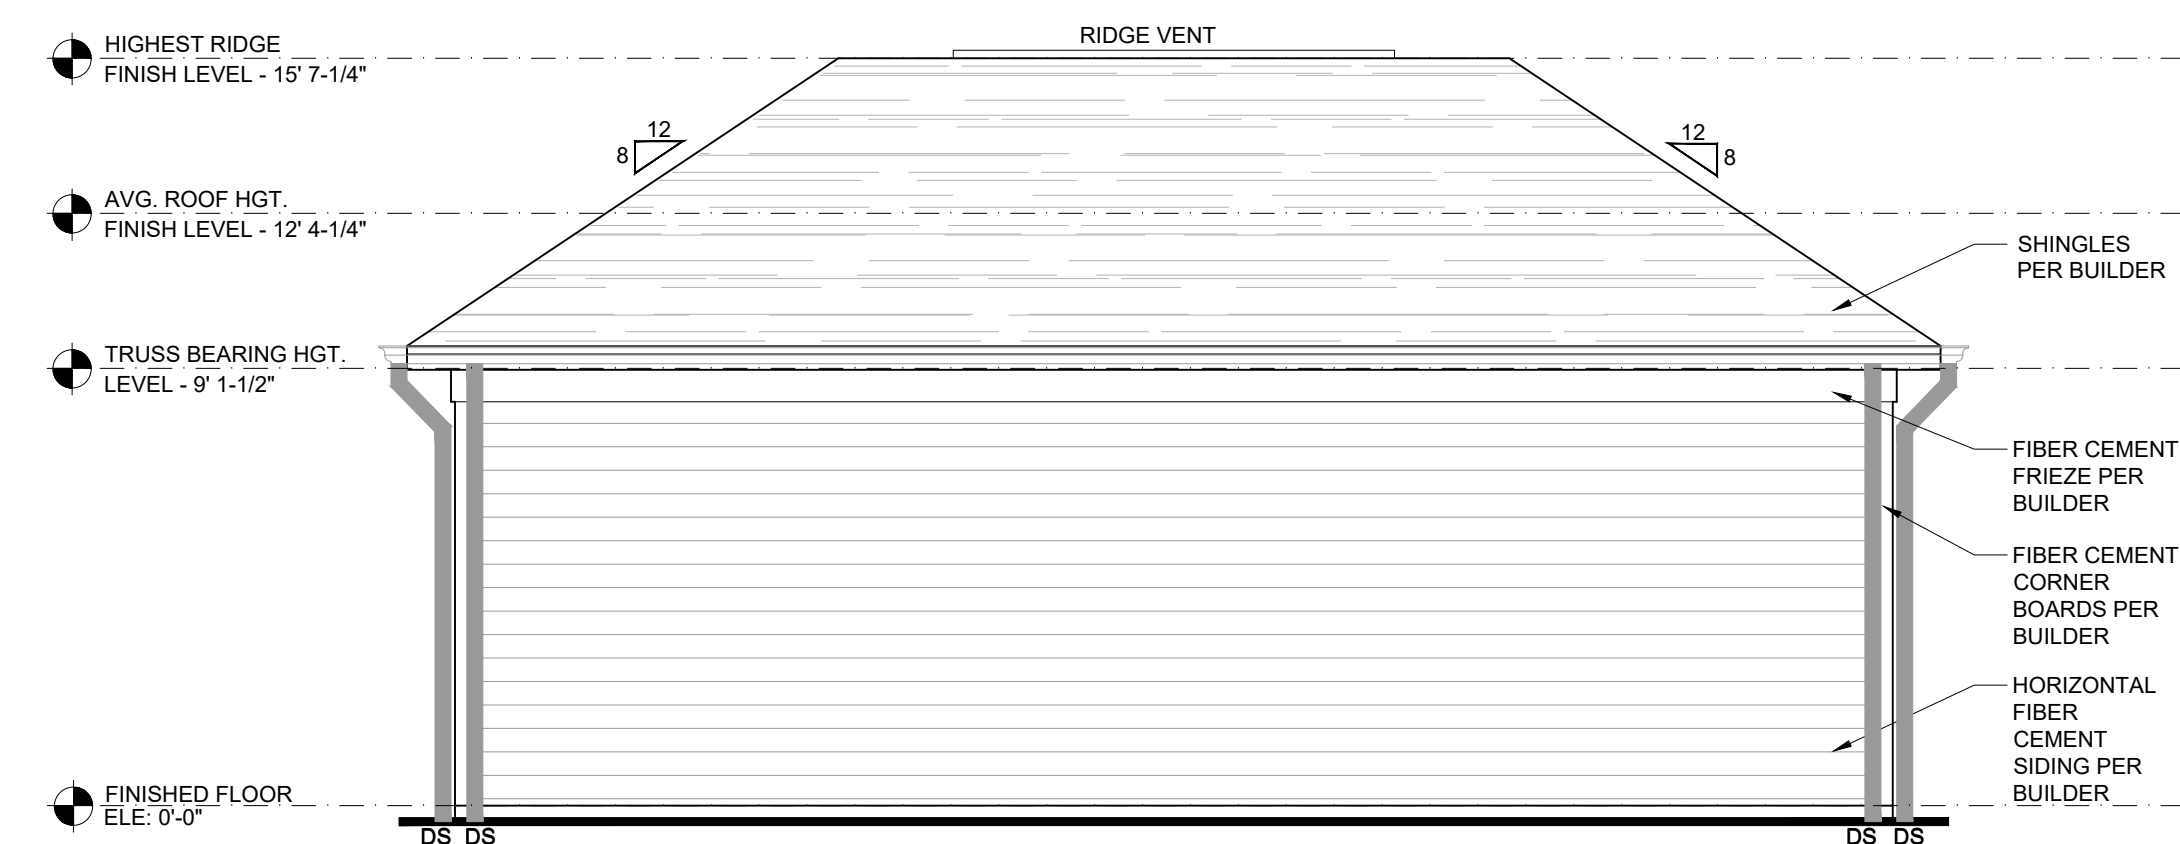 RIDGE VENT
HIGHEST RIDGE
FINISH LEVEL - 15' 7-1/4"
12
8
12
8
AVG. ROOF HGT.
FINISH LEVEL - 12' 4-1/4"
SHINGLES
PER BUILDER
TRUSS BEARING HGT.
LEVEL - 9' 1-1/2"
FIBER CEMENT
FRIEZE PER
BUILDER
FIBER CEMENT
CORNER
BOARDS PER
BUILDER
HORIZONTAL
FIBER
CEMENT
SIDING PER
BUILDER
FINISHED FLOOR
ELE: 0'-0"
DS DS
DS DS